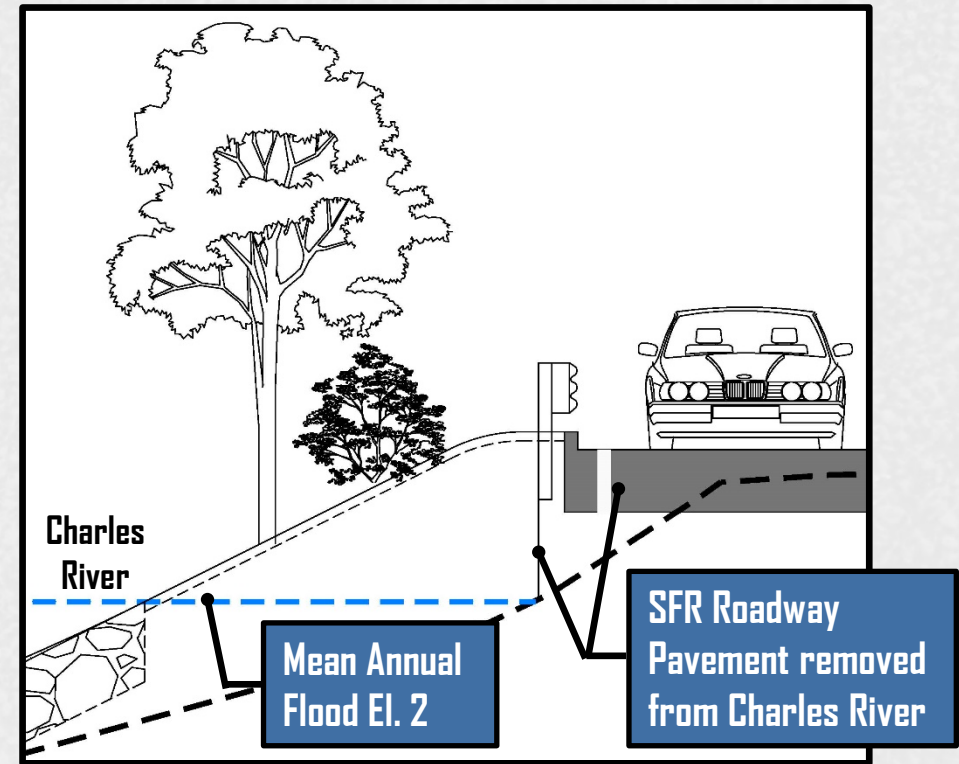 Charles
River
Mean Annual
Flood El. 2
SFR Roadway
Pavement removed
from Charles River